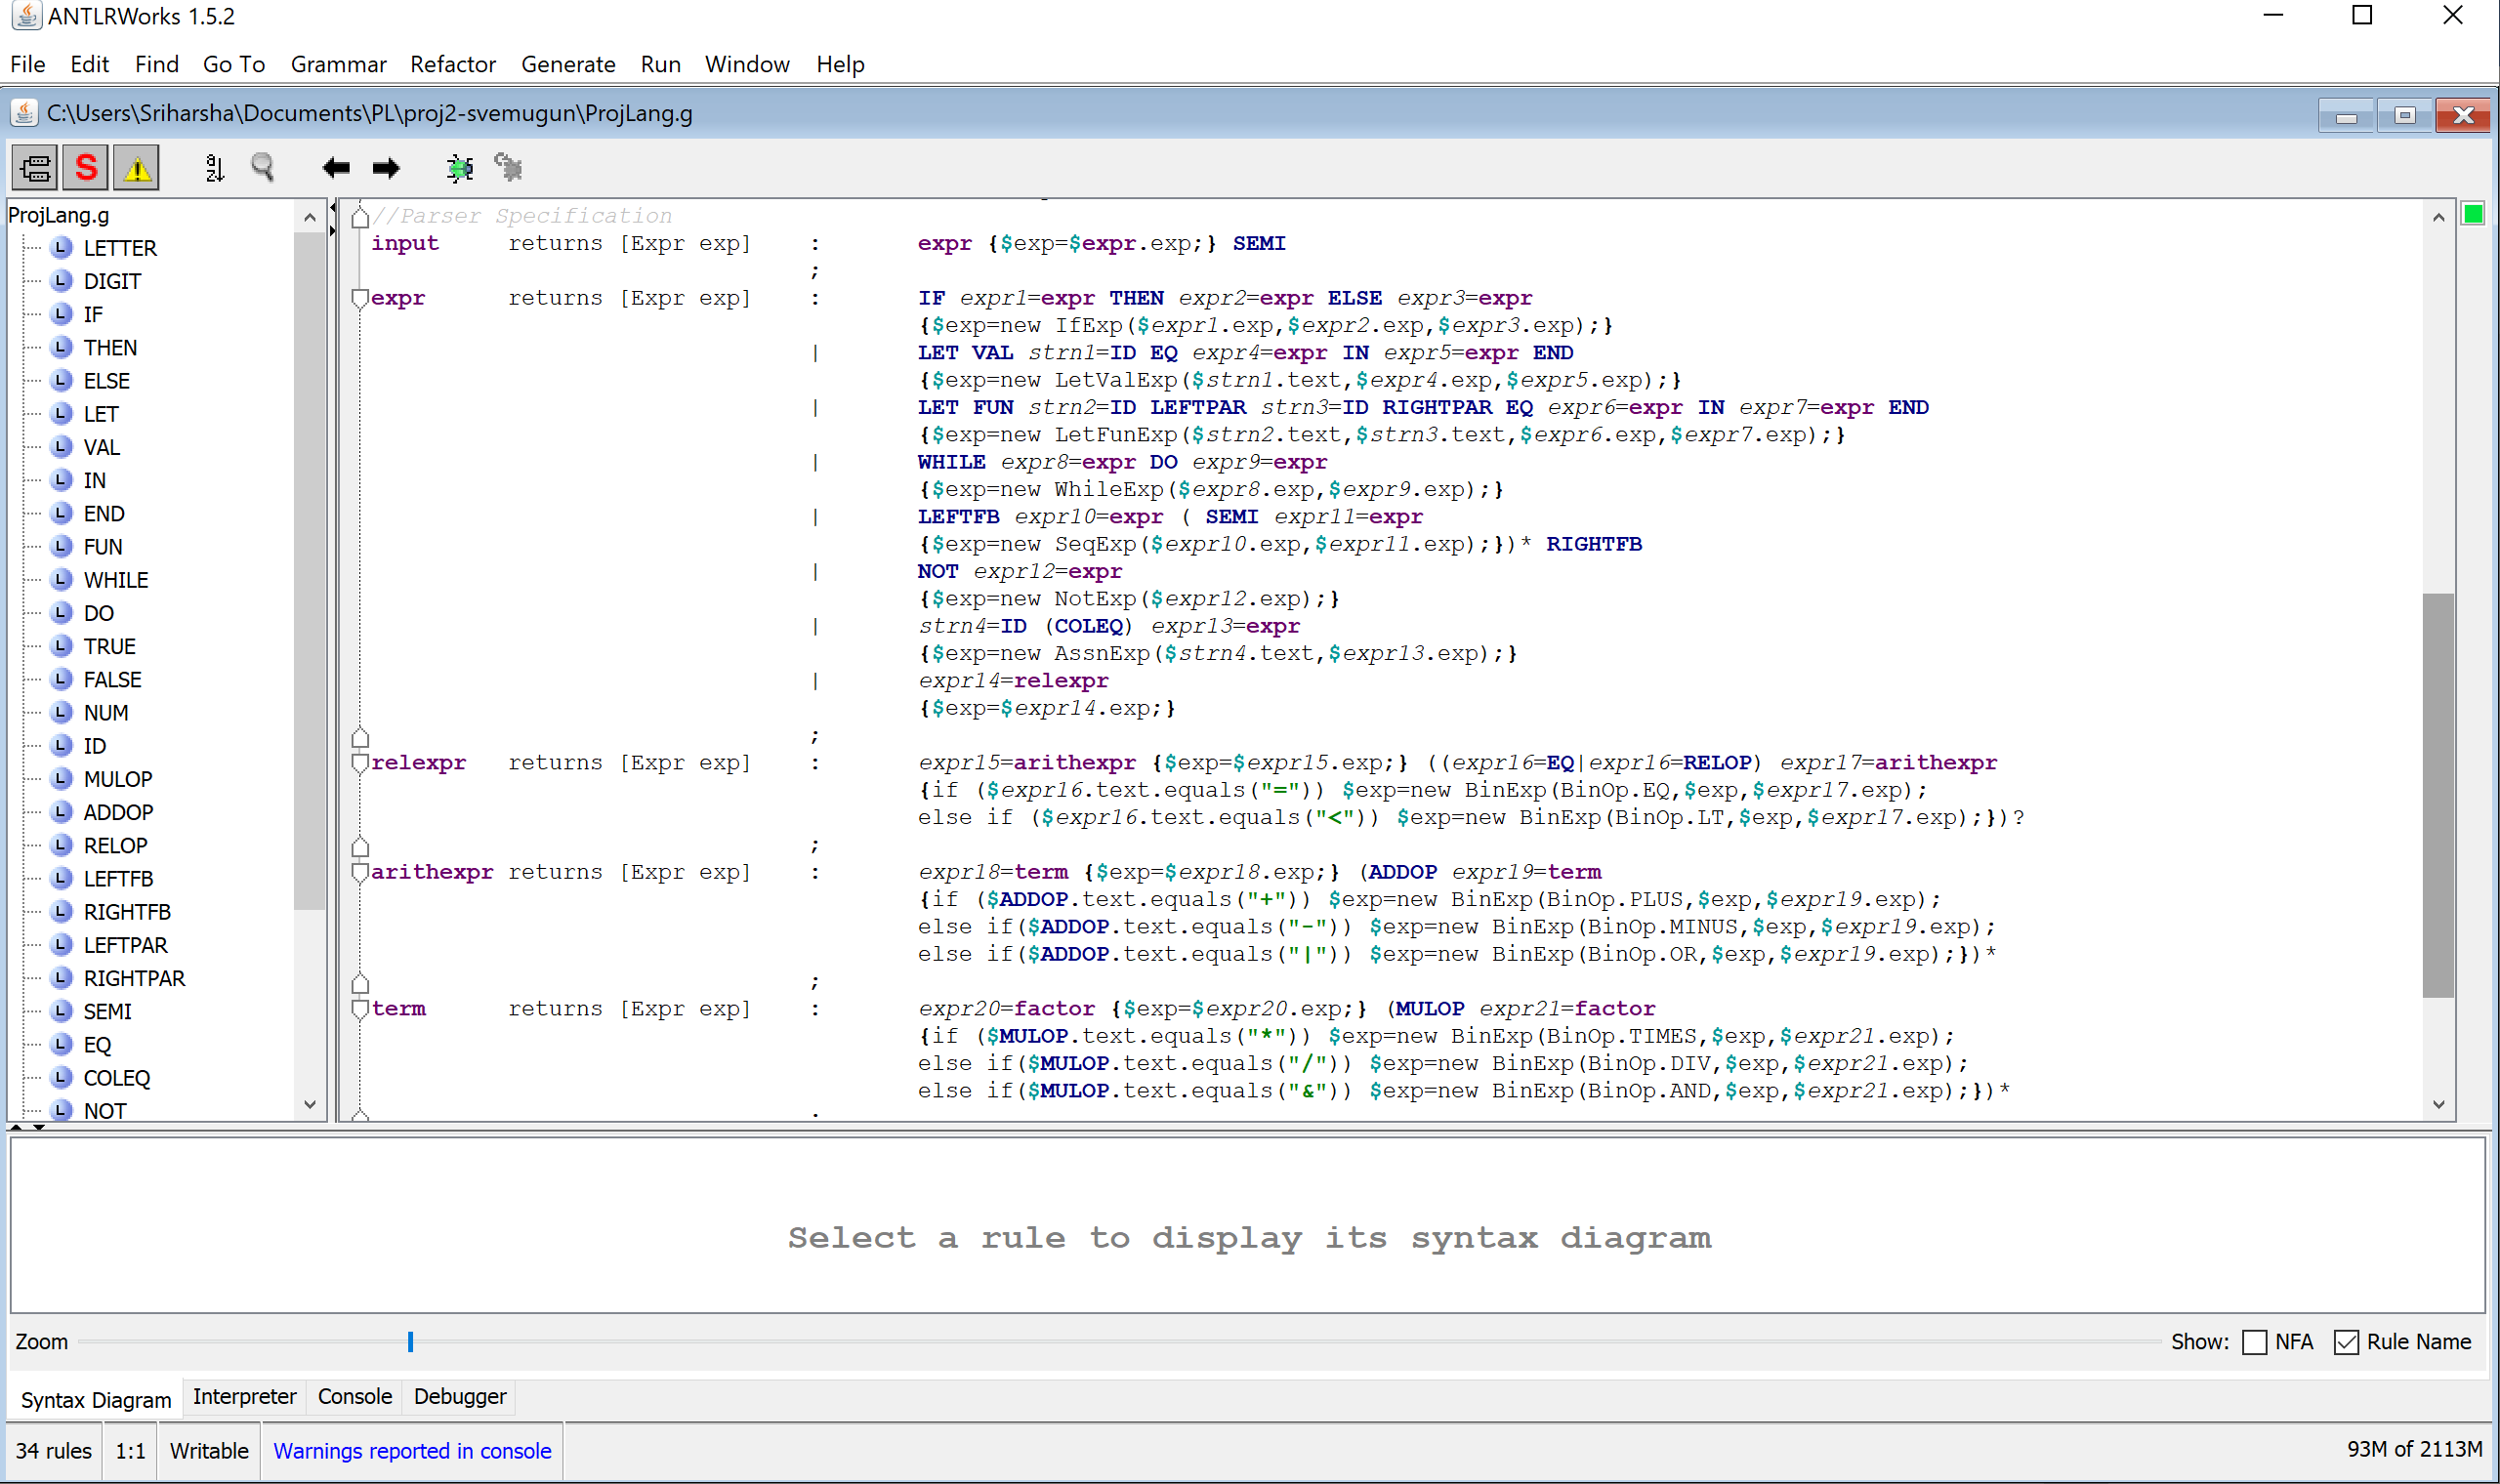 ANTLRWorks 1.5.2
File Edit Find Go To Grammar Refactor Generate Run Window Help
C:\Users\Sriharsha\Documents\PL\proj2-svemugun\ProjLang.g
ProjLang.g
LETTER
DIGIT
IF
THEN
ELSE
LET
VAL
IN
END
FUN
WHILE
DO
TRUE
FALSE
NUM
ID
MULOP
ADDOP
RELOP
LEFTFB
RIGHTFB
LEFTPAR
RIGHTPAR
SEMI
EQ
COLEQ
NOT
//Parser Specification
input returns [Expr exp] : expr {$exp=$expr.exp;} SEMI
;
expr returns [Expr exp] : IF expr1=expr THEN expr2=expr ELSE expr3=expr
{$exp=new IfExp($expr1.exp,$expr2.exp,$expr3.exp);}
| LET VAL strn1=ID EQ expr4=expr IN expr5=expr END
{$exp=new LetValExp($strn1.text,$expr4.exp,$expr5.exp);}
| LET FUN strn2=ID LEFTPAR strn3=ID RIGHTPAR EQ expr6=expr IN expr7=expr END
{$exp=new LetFunExp($strn2.text,$strn3.text,$expr6.exp,$expr7.exp);}
| WHILE expr8=expr DO expr9=expr
{$exp=new WhileExp($expr8.exp,$expr9.exp);}
| LEFTFB expr10=expr ( SEMI expr11=expr
{$exp=new SeqExp($expr10.exp,$expr11.exp);})* RIGHTFB
| NOT expr12=expr
{$exp=new NotExp($expr12.exp);}
| strn4=ID (COLEQ) expr13=expr
{$exp=new AssnExp($strn4.text,$expr13.exp);}
| expr14=relexpr
{$exp=$expr14.exp;}
;
relexpr returns [Expr exp] : expr15=arithexpr {$exp=$expr15.exp;} ((expr16=EQ|expr16=RELOP) expr17=arithexpr
{if ($expr16.text.equals("=")) $exp=new BinExp(BinOp.EQ,$exp,$expr17.exp);
else if ($expr16.text.equals("<")) $exp=new BinExp(BinOp.LT,$exp,$expr17.exp);})?
;
arithexpr returns [Expr exp] : expr18=term {$exp=$expr18.exp;} (ADDOP expr19=term
{if ($ADDOP.text.equals("+")) $exp=new BinExp(BinOp.PLUS,$exp,$expr19.exp);
else if($ADDOP.text.equals("-")) $exp=new BinExp(BinOp.MINUS,$exp,$expr19.exp);
else if($ADDOP.text.equals("|")) $exp=new BinExp(BinOp.OR,$exp,$expr19.exp);})*
;
term returns [Expr exp] : expr20=factor {$exp=$expr20.exp;} (MULOP expr21=factor
{if ($MULOP.text.equals("*")) $exp=new BinExp(BinOp.TIMES,$exp,$expr21.exp);
else if($MULOP.text.equals("/")) $exp=new BinExp(BinOp.DIV,$exp,$expr21.exp);
else if($MULOP.text.equals("&")) $exp=new BinExp(BinOp.AND,$exp,$expr21.exp);})*
Select a rule to display its syntax diagram
Zoom Show: NFA Rule Name
Syntax Diagram Interpreter Console Debugger
34 rules 1:1 Writable Warnings reported in console 93M of 2113M